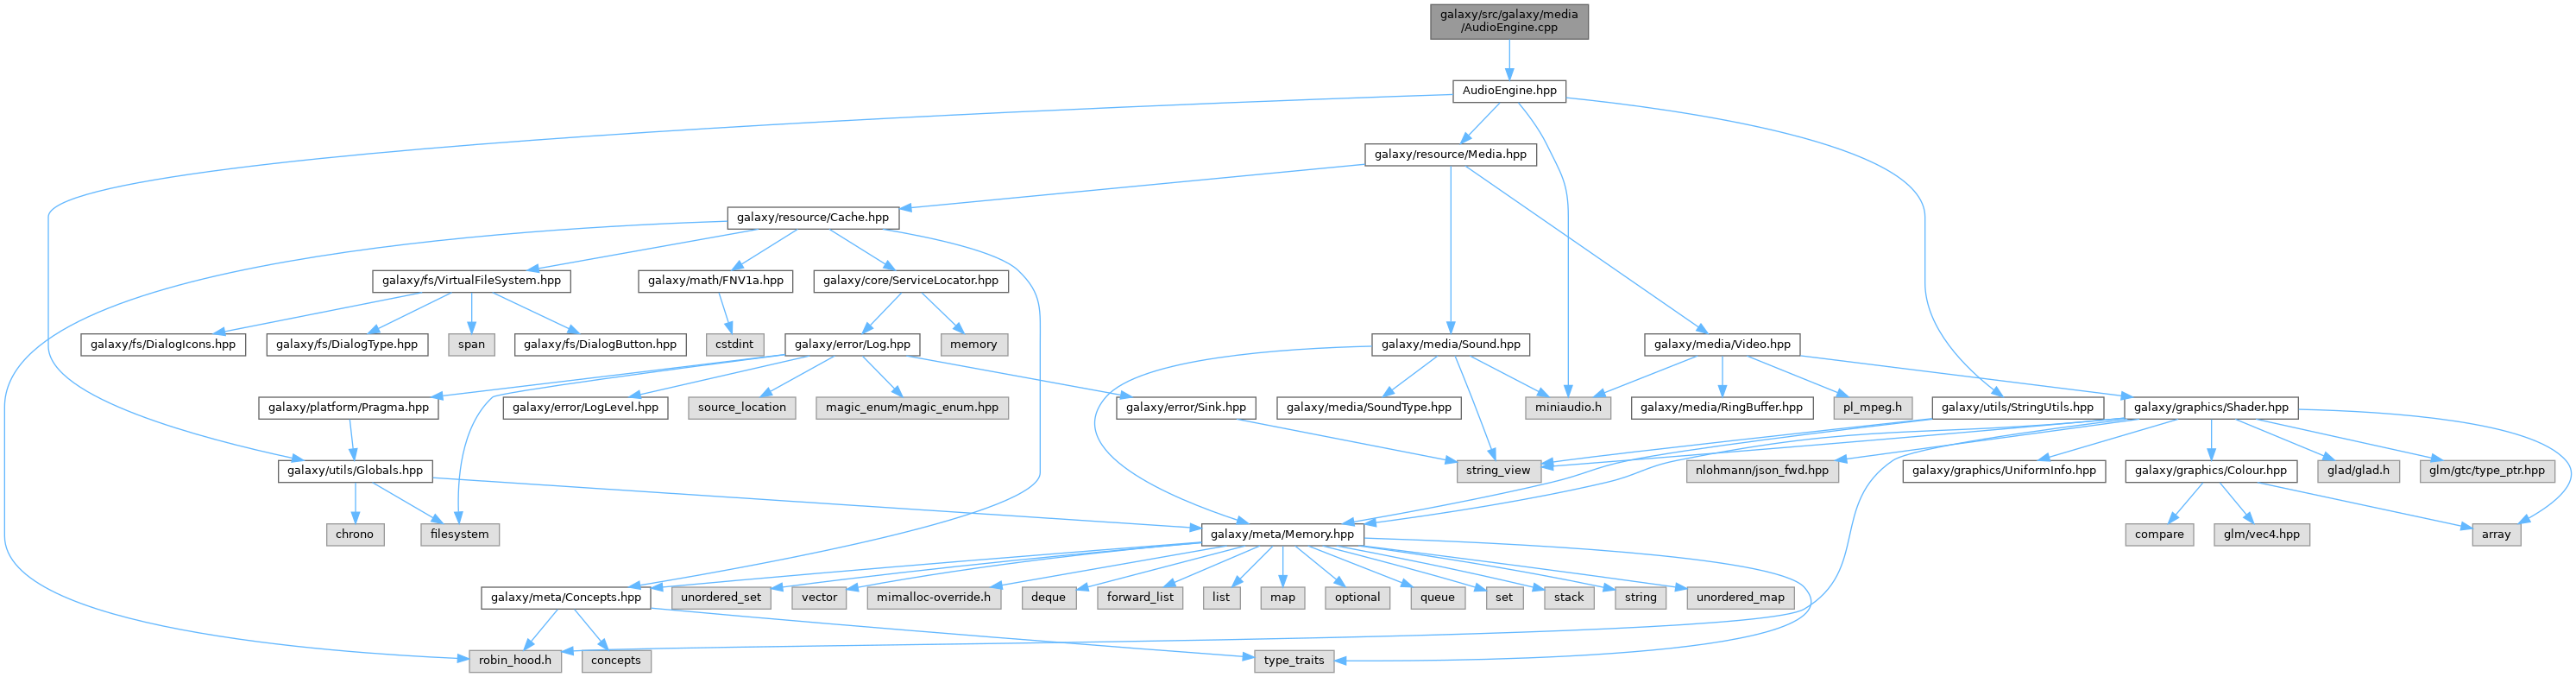 galaxy/src/galaxy/media
/AudioEngine.cpp
AudioEngine.hpp
galaxy/resource/Media.hpp
galaxy/resource/Cache.hpp
galaxy/fs/VirtualFileSystem.hpp
galaxy/math/FNV1a.hpp
galaxy/core/ServiceLocator.hpp
galaxy/fs/DialogIcons.hpp
galaxy/fs/DialogType.hpp
span
galaxy/fs/DialogButton.hpp
cstdint
galaxy/error/Log.hpp
memory
galaxy/media/Sound.hpp
galaxy/media/Video.hpp
galaxy/platform/Pragma.hpp
galaxy/error/LogLevel.hpp
source_location
magic_enum/magic_enum.hpp
galaxy/error/Sink.hpp
galaxy/media/SoundType.hpp
miniaudio.h
galaxy/media/RingBuffer.hpp
pl_mpeg.h
galaxy/utils/StringUtils.hpp
galaxy/graphics/Shader.hpp
galaxy/utils/Globals.hpp
string_view
nlohmann/json_fwd.hpp
galaxy/graphics/UniformInfo.hpp
galaxy/graphics/Colour.hpp
glad/glad.h
glm/gtc/type_ptr.hpp
chrono
filesystem
galaxy/meta/Memory.hpp
compare
glm/vec4.hpp
array
galaxy/meta/Concepts.hpp
unordered_set
vector
mimalloc-override.h
deque
forward_list
list
map
optional
queue
set
stack
string
unordered_map
robin_hood.h
concepts
type_traits